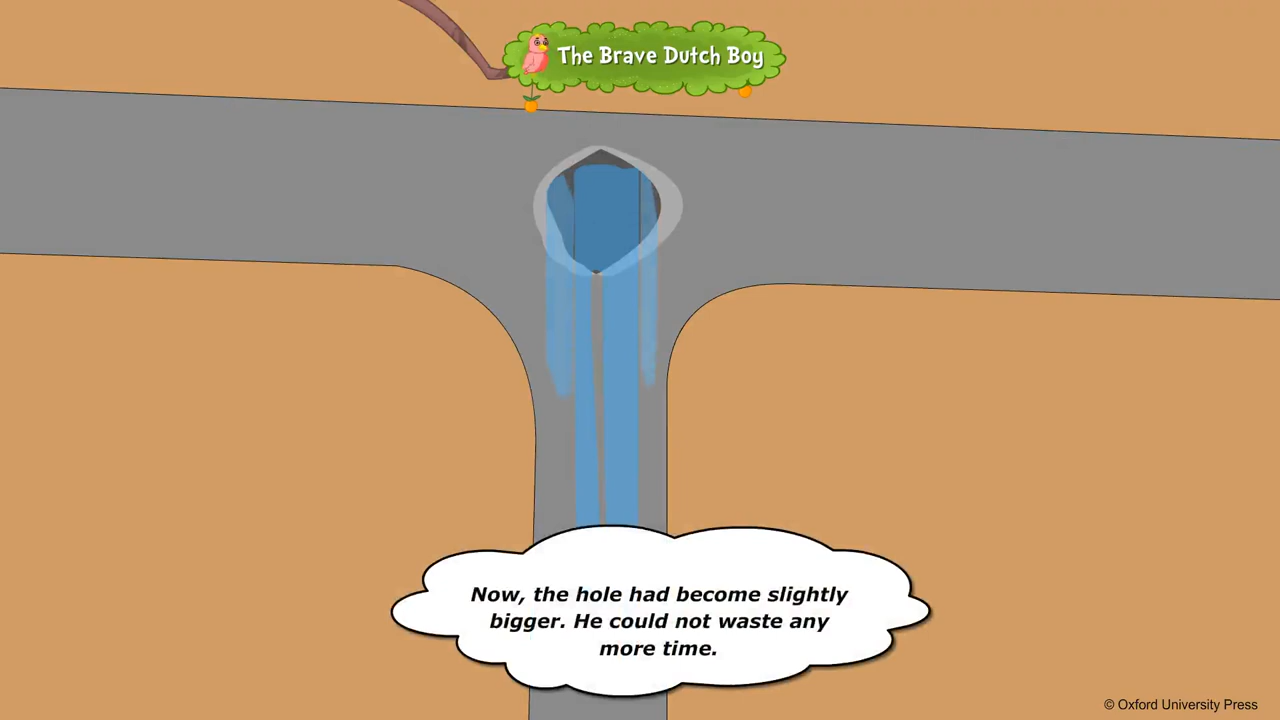 The Brave Dutch Boy
Now, the hole had become slightly
bigger. He could not waste any
more time.
© Oxford University Press